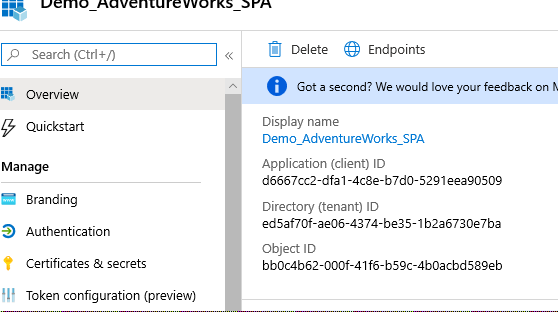 Demo_AdventureWorks_SPA
Search (Ctrl+/)
«
Overview
Quickstart
Manage
Branding
Authentication
Certificates & secrets
Token configuration (preview)
Delete
Endpoints
Got a second? We would love your feedback on M
Display name
Demo_AdventureWorks_SPA
Application (client) ID
d6667cc2-dfa1-4c8e-b7d0-5291eea90509
Directory (tenant) ID
ed5af70f-ae06-4374-be35-1b2a6730e7ba
Object ID
bb0c4b62-000f-41f6-b59c-4b0acbd589eb